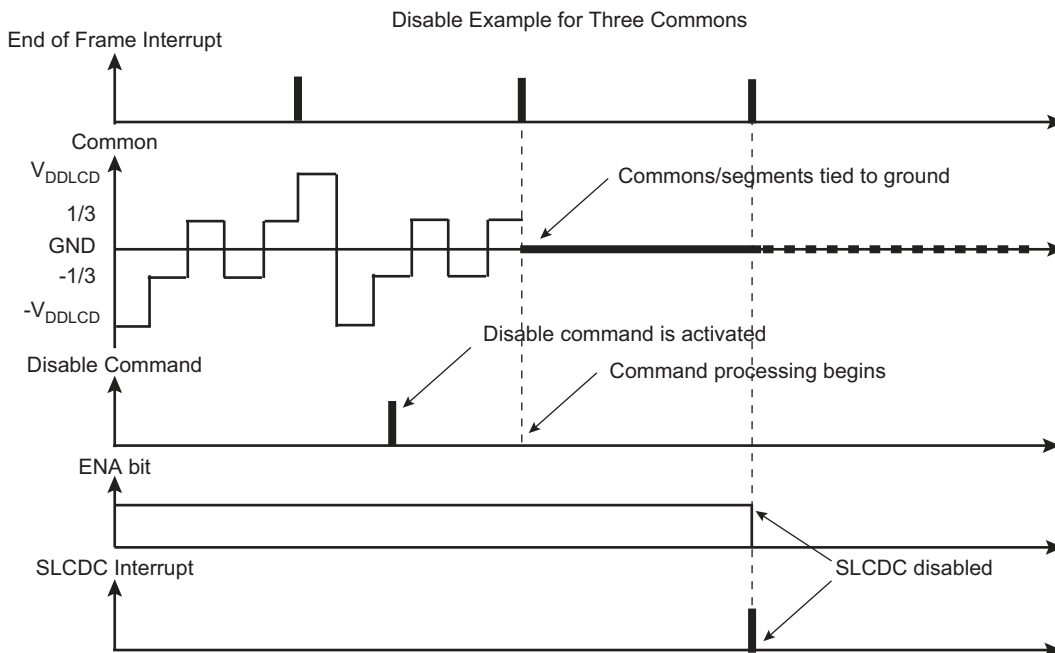 Disable Example for Three Commons
End of Frame Interrupt
Common
VDDLCD
1/3
GND
-1/3
-VDDLCD
Commons/segments tied to ground
Disable Command
Disable command is activated
Command processing begins
ENA bit
SLCDC Interrupt
SLCDC disabled